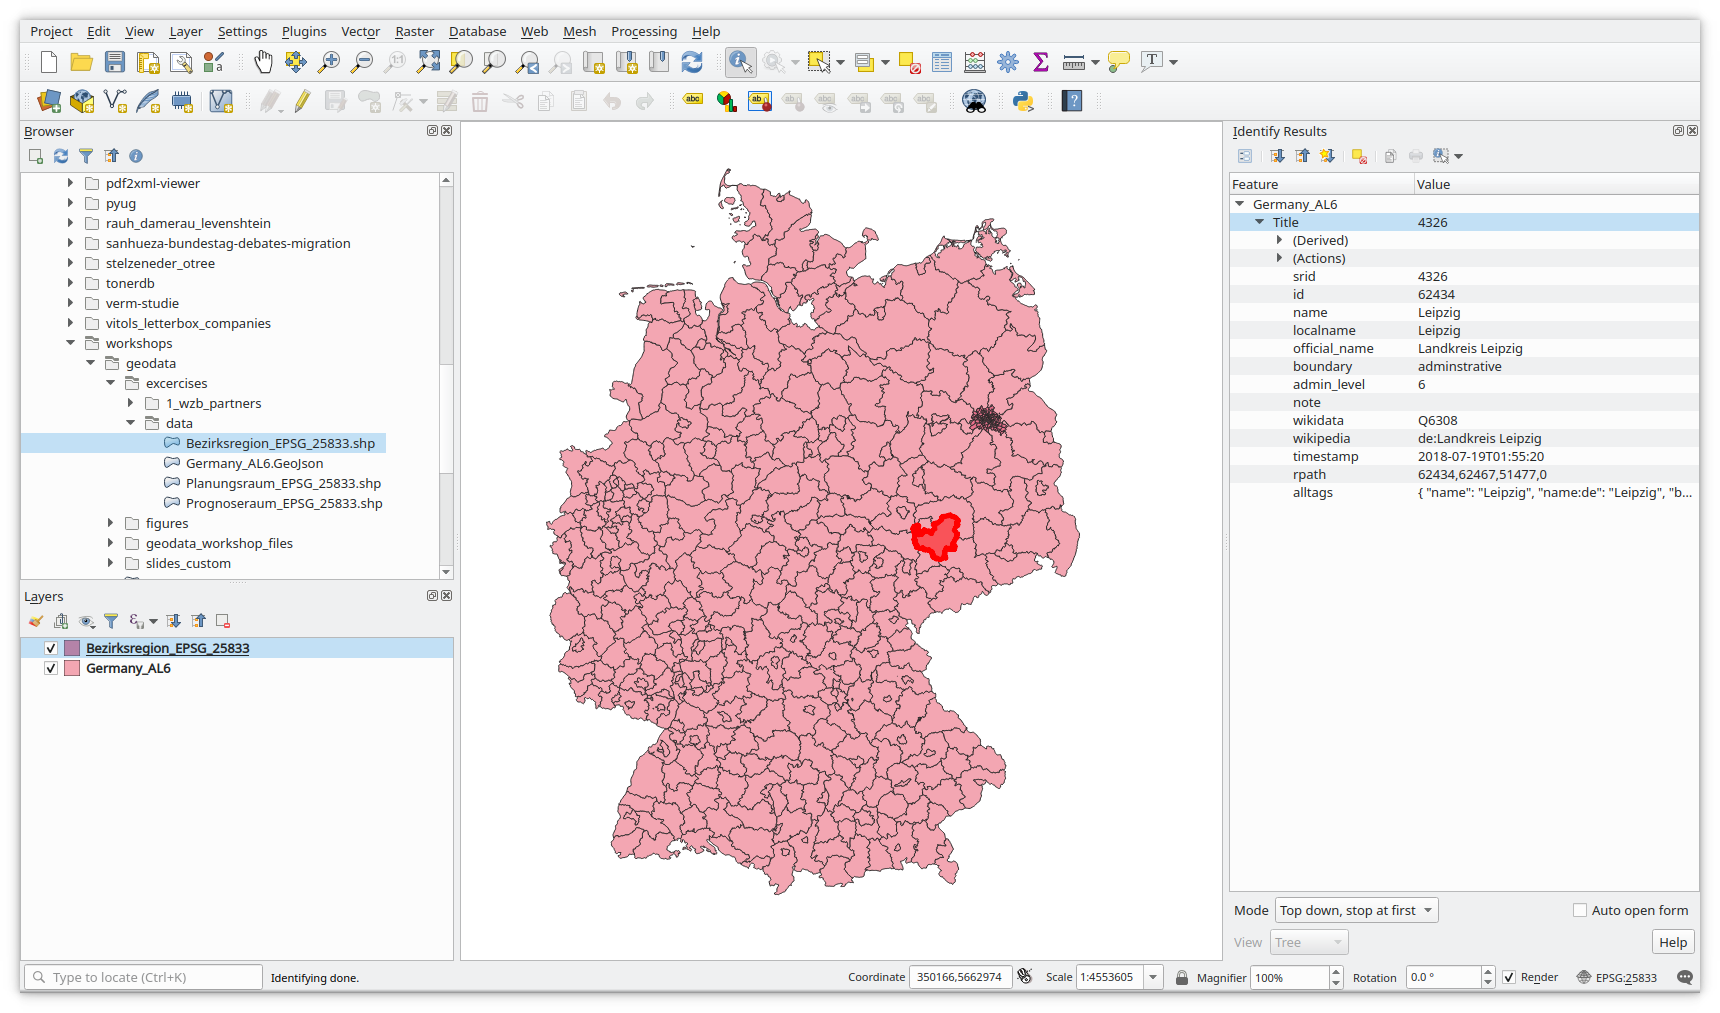 Project Edit View Layer Settings Plugins Vector Raster Database Web Mesh Processing Help
Browser
pdf2xml-viewer
pyug
rauh_damerau_levenshtein
sanhueza-bundestag-debates-migration
stelzeneder_otree
tonerdb
verm-studie
vitols_letterbox_companies
workshops
geodata
excercises
1_wzb_partners
data
Bezirksregion_EPSG_25833.shp
Germany_AL6.GeoJson
Planungsraum_EPSG_25833.shp
Prognoseraum_EPSG_25833.shp
figures
geodata_workshop_files
slides_custom
Layers
Bezirksregion_EPSG_25833
Germany_AL6
Identify Results
Feature Value
Germany_AL6
Title 4326
(Derived)
(Actions)
srid 4326
id 62434
name Leipzig
localname Leipzig
official_name Landkreis Leipzig
boundary adminstrative
admin_level 6
note
wikidata Q6308
wikipedia de:Landkreis Leipzig
timestamp 2018-07-19T01:55:20
rpath 62434,62467,51477,0
alltags { "name": "Leipzig", "name:de": "Leipzig", "b...
Mode Top down, stop at first Auto open form
View Tree Help
Type to locate (Ctrl+K) Identifying done. Coordinate 350166,5662974 Scale 1:4553605 Magnifier 100% Rotation 0.0 ° Render EPSG:25833